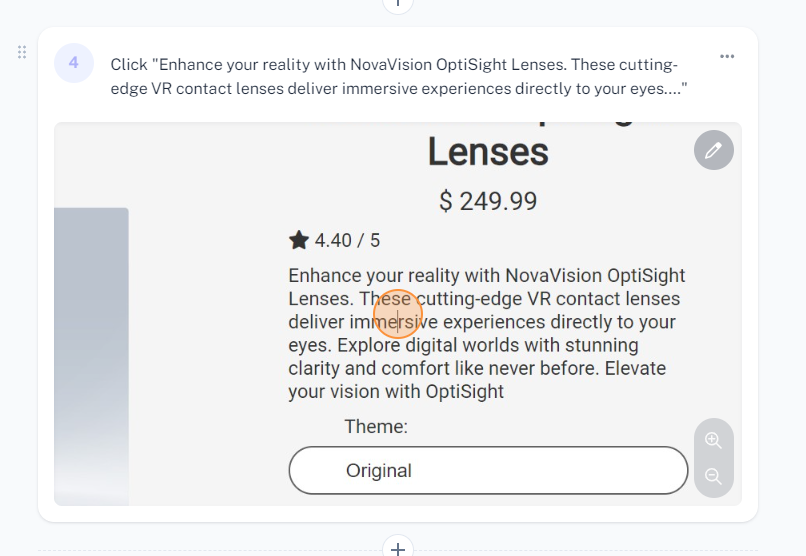 4
Click "Enhance your reality with NovaVision OptiSight Lenses. These cutting-
edge VR contact lenses deliver immersive experiences directly to your eyes...."
Lenses
$ 249.99
4.40 / 5
Enhance your reality with NovaVision OptiSight
Lenses. These cutting-edge VR contact lenses
deliver immersive experiences directly to your
eyes. Explore digital worlds with stunning
clarity and comfort like never before. Elevate
your vision with OptiSight
Theme:
Original